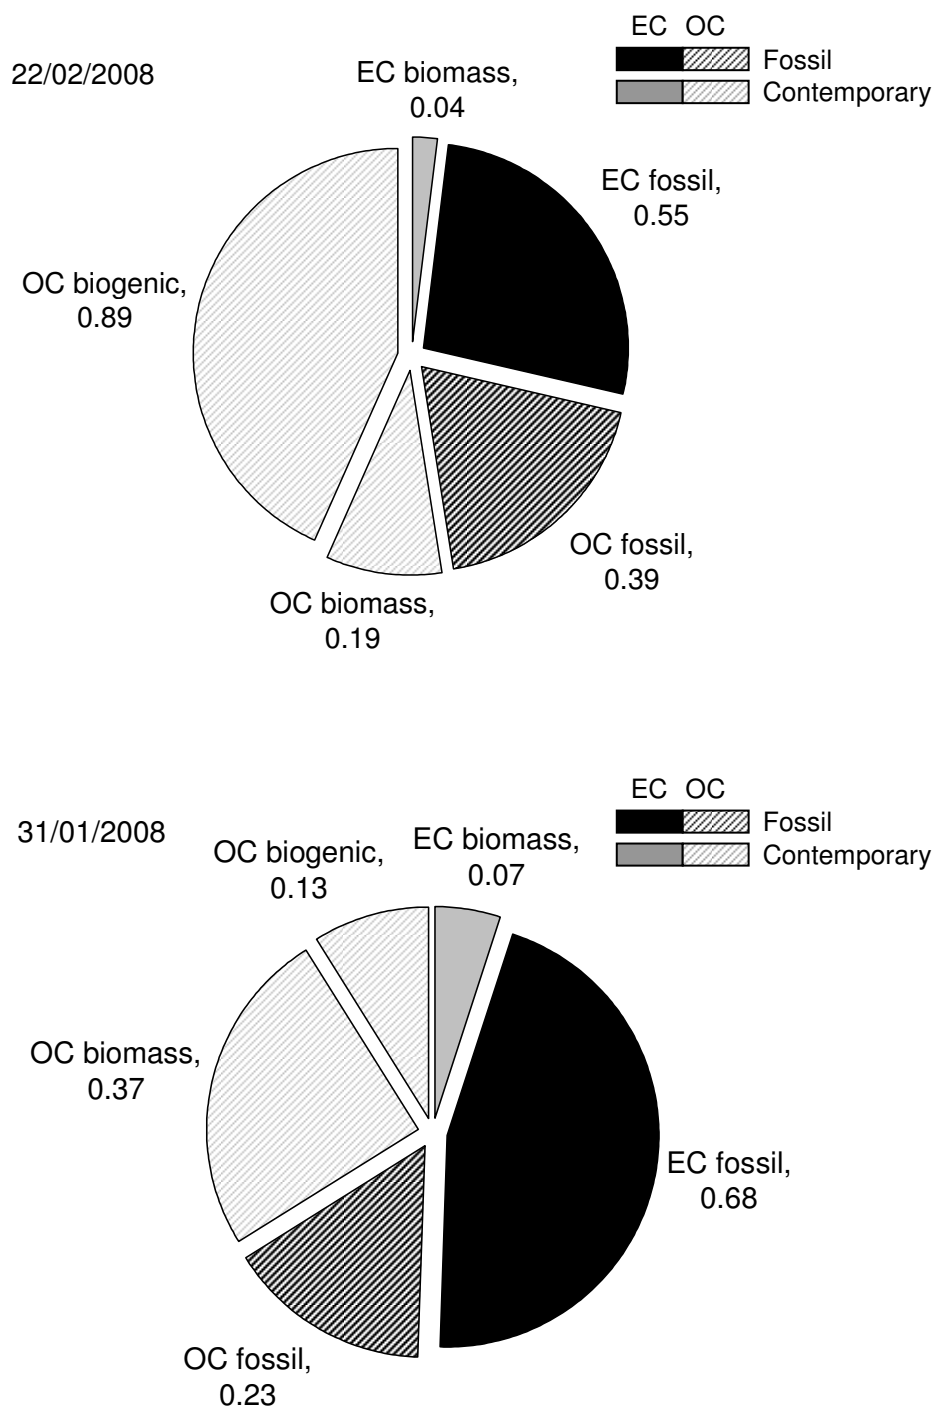 EC OC
Fossil
Contemporary
22/02/2008
EC biomass,
0.04
EC fossil,
0.55
OC biogenic,
0.89
OC fossil,
0.39
OC biomass,
0.19
EC OC
Fossil
Contemporary
31/01/2008
OC biogenic,
0.13
EC biomass,
0.07
OC biomass,
0.37
EC fossil,
0.68
OC fossil,
0.23